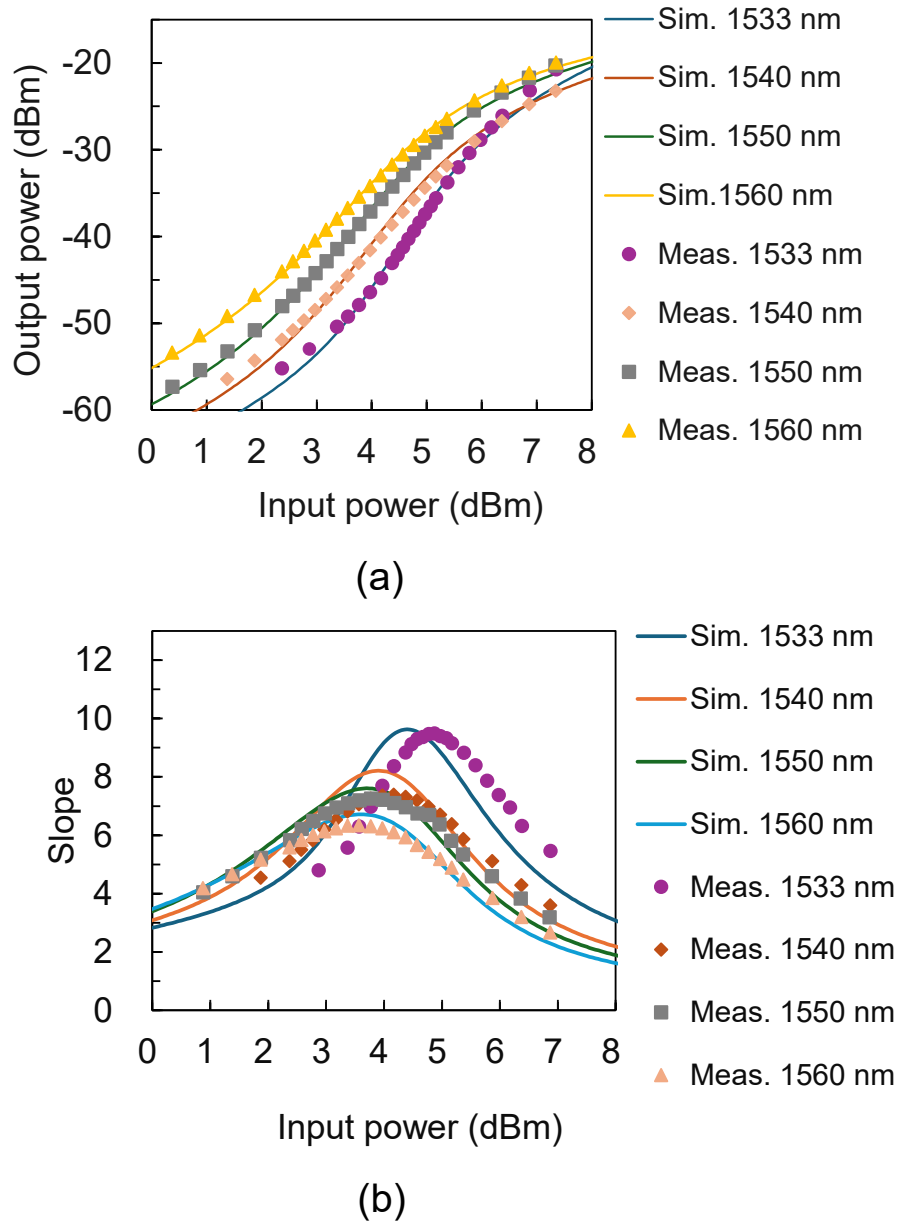 Output power (dBm)
-20
-30
-40
-50
-60
0 1 2 3 4 5 6 7 8
Input power (dBm)
Sim. 1533 nm
Sim. 1540 nm
Sim. 1550 nm
Sim.1560 nm
Meas. 1533 nm
Meas. 1540 nm
Meas. 1550 nm
Meas. 1560 nm
(a)
Slope
12
10
8
6
4
2
0
0 1 2 3 4 5 6 7 8
Input power (dBm)
Sim. 1533 nm
Sim. 1540 nm
Sim. 1550 nm
Sim. 1560 nm
Meas. 1533 nm
Meas. 1540 nm
Meas. 1550 nm
Meas. 1560 nm
(b)